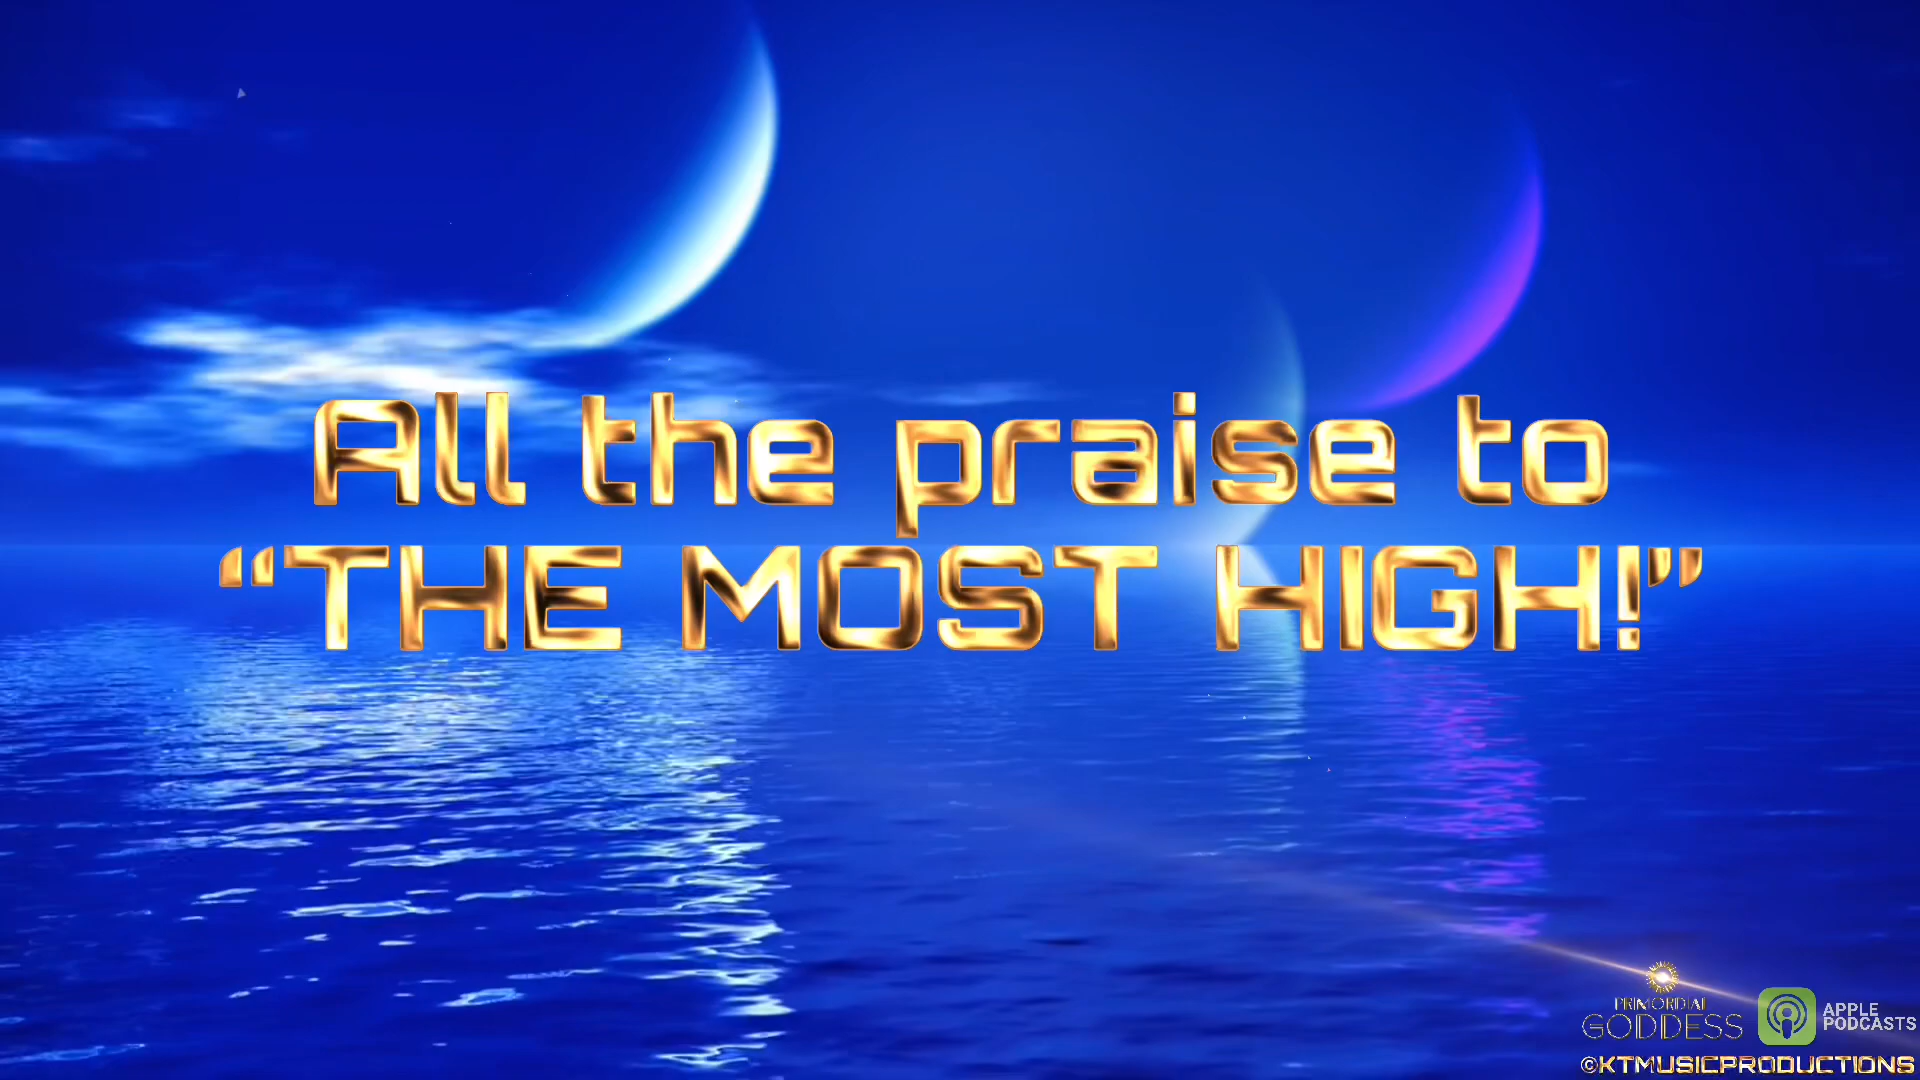 All the praise to
“THE MOST HIGH!”
PRIMORDIAL
GODDESS
APPLE
PODCASTS
©KTMUSICPRODUCTIONS